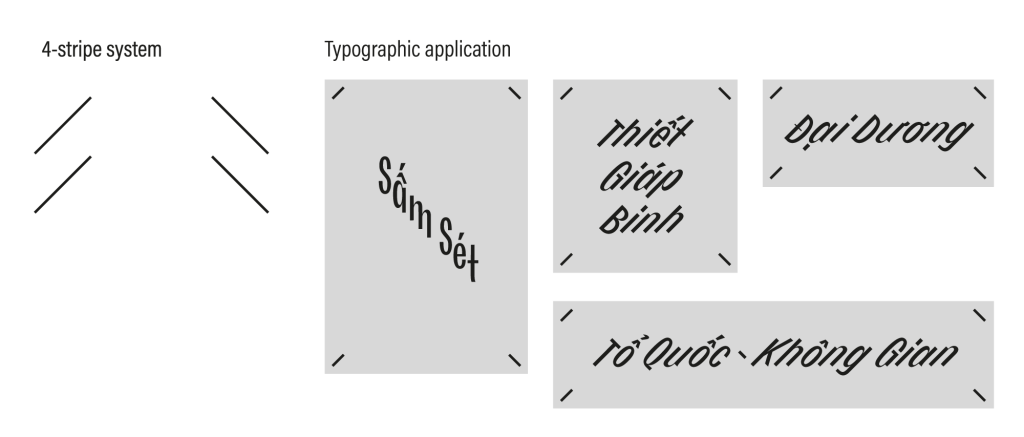 4-stripe system
Typographic application
Sấm Sét
Thiết
Giáp
Binh
Đại Dương
Tổ Quốc - Không Gian